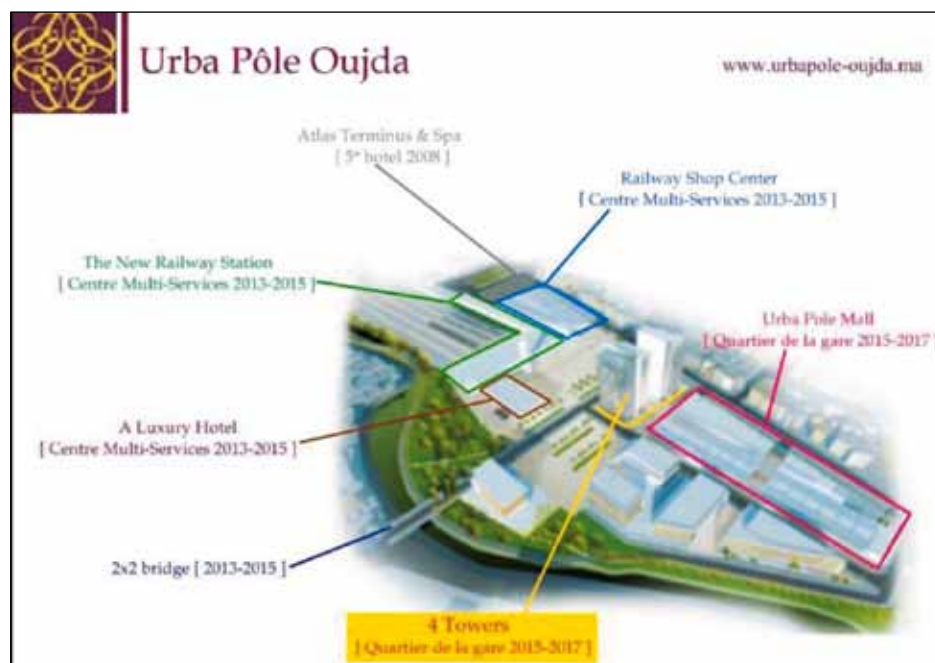 Urba Pôle Oujda
www.urbapole-oujda.ma
Atlas Terminus & Spa
[ 5* hotel 2008 ]
Railway Shop Center
[ Centre Multi-Services 2013-2015 ]
The New Railway Station
[ Centre Multi-Services 2013-2015 ]
Urba Pole Mall
[ Quartier de la gare 2015-2017 ]
A Luxury Hotel
[ Centre Multi-Services 2013-2015 ]
2x2 bridge [ 2013-2015 ]
4 Towers
[ Quartier de la gare 2015-2017 ]